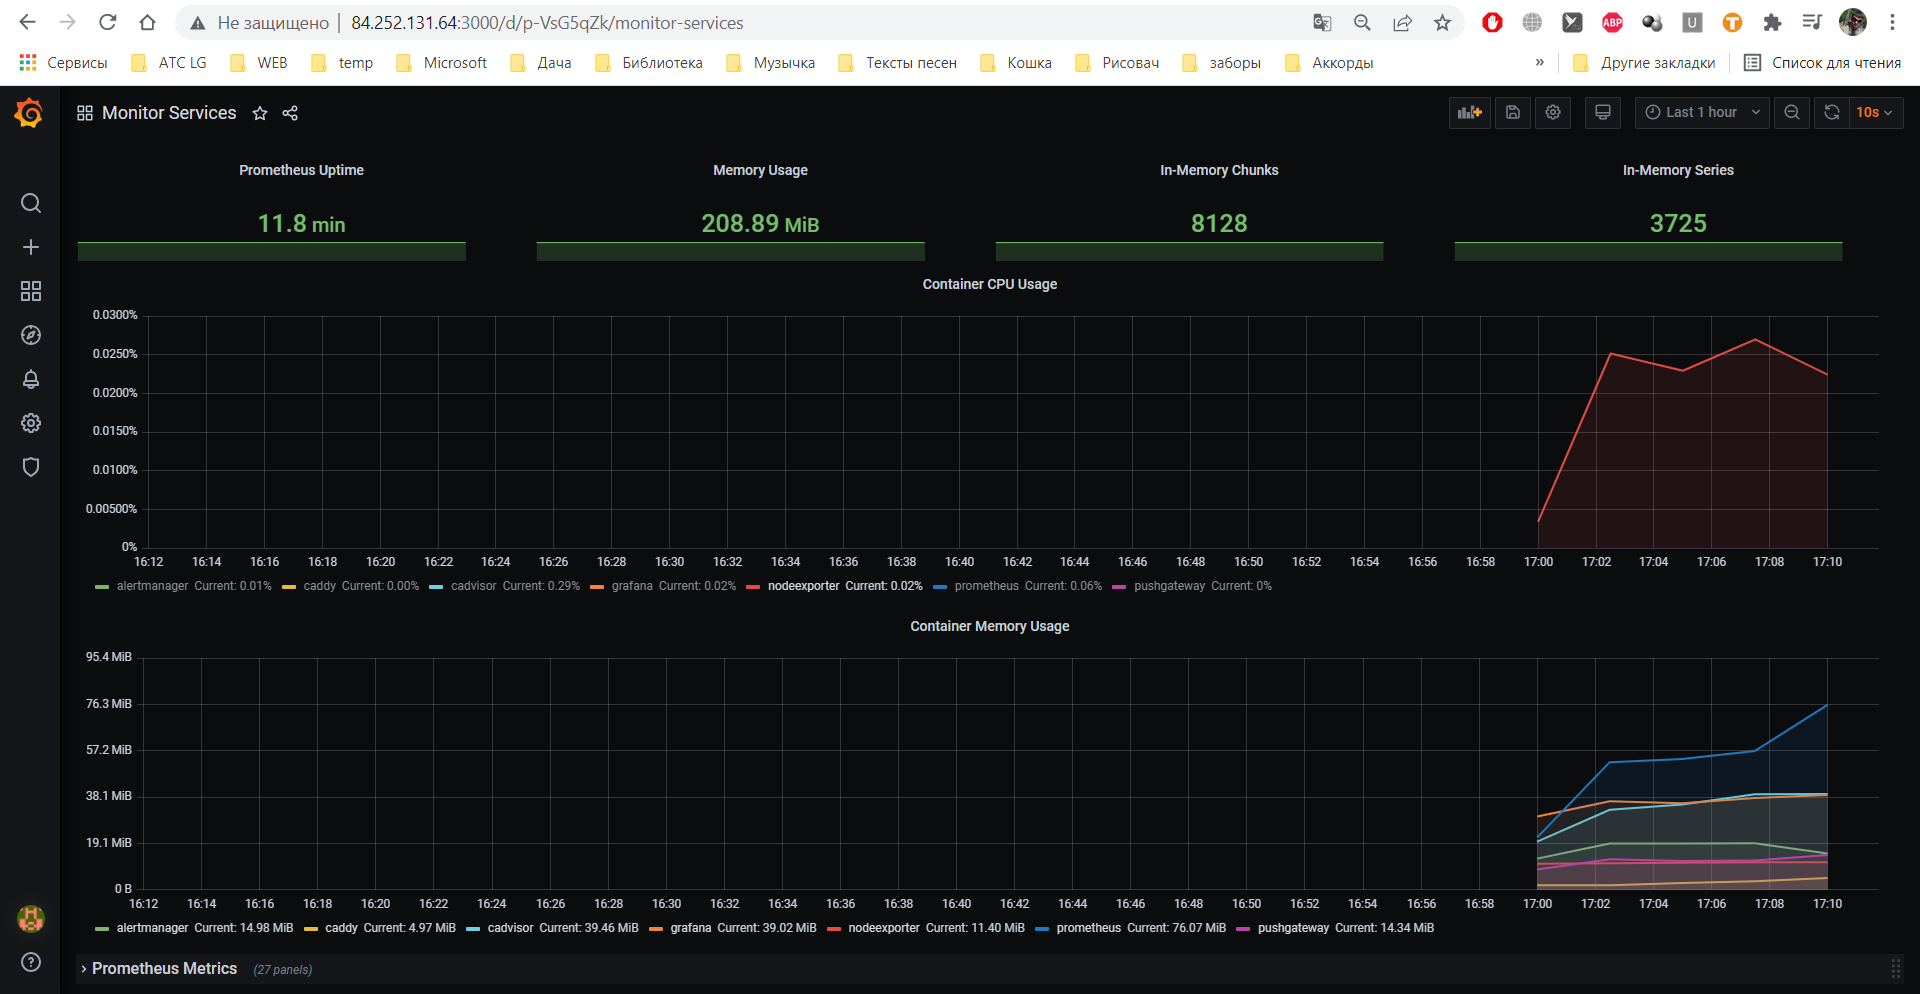 Не защищено | 84.252.131.64:3000/d/p-VsG5qZk/monitor-services
ABP U T
Сервисы ATC LG WEB temp Microsoft Дача Библиотека Музычка Тексты песен Кошка Рисовач заборы Аккорды » Другие закладки Список для чтения
Monitor Services Last 1 hour 10s
Prometheus Uptime Memory Usage In-Memory Chunks In-Memory Series
11.8 min 208.89 MiB 8128 3725
Container CPU Usage
0.0300%
0.0250%
0.0200%
0.0150%
0.0100%
0.00500%
0%
16:12 16:14 16:16 16:18 16:20 16:22 16:24 16:26 16:28 16:30 16:32 16:34 16:36 16:38 16:40 16:42 16:44 16:46 16:48 16:50 16:52 16:54 16:56 16:58 17:00 17:02 17:04 17:06 17:08 17:10
alertmanager Current: 0.01% caddy Current: 0.00% cadvisor Current: 0.29% grafana Current: 0.02% nodeexporter Current: 0.02% prometheus Current: 0.06% pushgateway Current: 0%
Container Memory Usage
95.4 MiB
76.3 MiB
57.2 MiB
38.1 MiB
19.1 MiB
0 B
16:12 16:14 16:16 16:18 16:20 16:22 16:24 16:26 16:28 16:30 16:32 16:34 16:36 16:38 16:40 16:42 16:44 16:46 16:48 16:50 16:52 16:54 16:56 16:58 17:00 17:02 17:04 17:06 17:08 17:10
alertmanager Current: 14.98 MiB caddy Current: 4.97 MiB cadvisor Current: 39.46 MiB grafana Current: 39.02 MiB nodeexporter Current: 11.40 MiB prometheus Current: 76.07 MiB pushgateway Current: 14.34 MiB
Prometheus Metrics (27 panels)